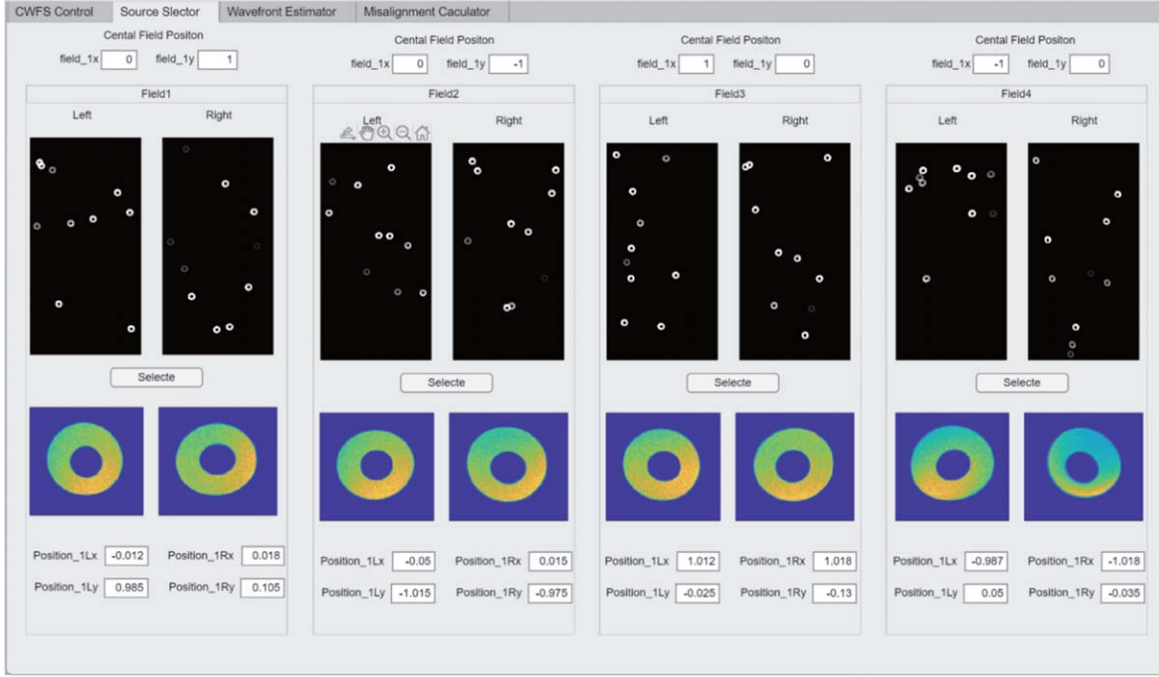 CWFS Control Source Slector Wavefront Estimator Misalignment Caculator
Cental Field Positon
field_1x 0 field_1y 1
Field1
Left Right
Selecte
Position_1Lx -0.012 Position_1Rx 0.018
Position_1Ly 0.985 Position_1Ry 0.105
Cental Field Positon
field_1x 0 field_1y -1
Field2
Left Right
Selecte
Position_1Lx -0.05 Position_1Rx 0.015
Position_1Ly -1.015 Position_1Ry -0.975
Cental Field Positon
field_1x 1 field_1y 0
Field3
Left Right
Selecte
Position_1Lx 1.012 Position_1Rx 1.018
Position_1Ly -0.025 Position_1Ry -0.13
Cental Field Positon
field_1x -1 field_1y 0
Field4
Left Right
Selecte
Position_1Lx -0.987 Position_1Rx -1.018
Position_1Ly 0.05 Position_1Ry -0.035